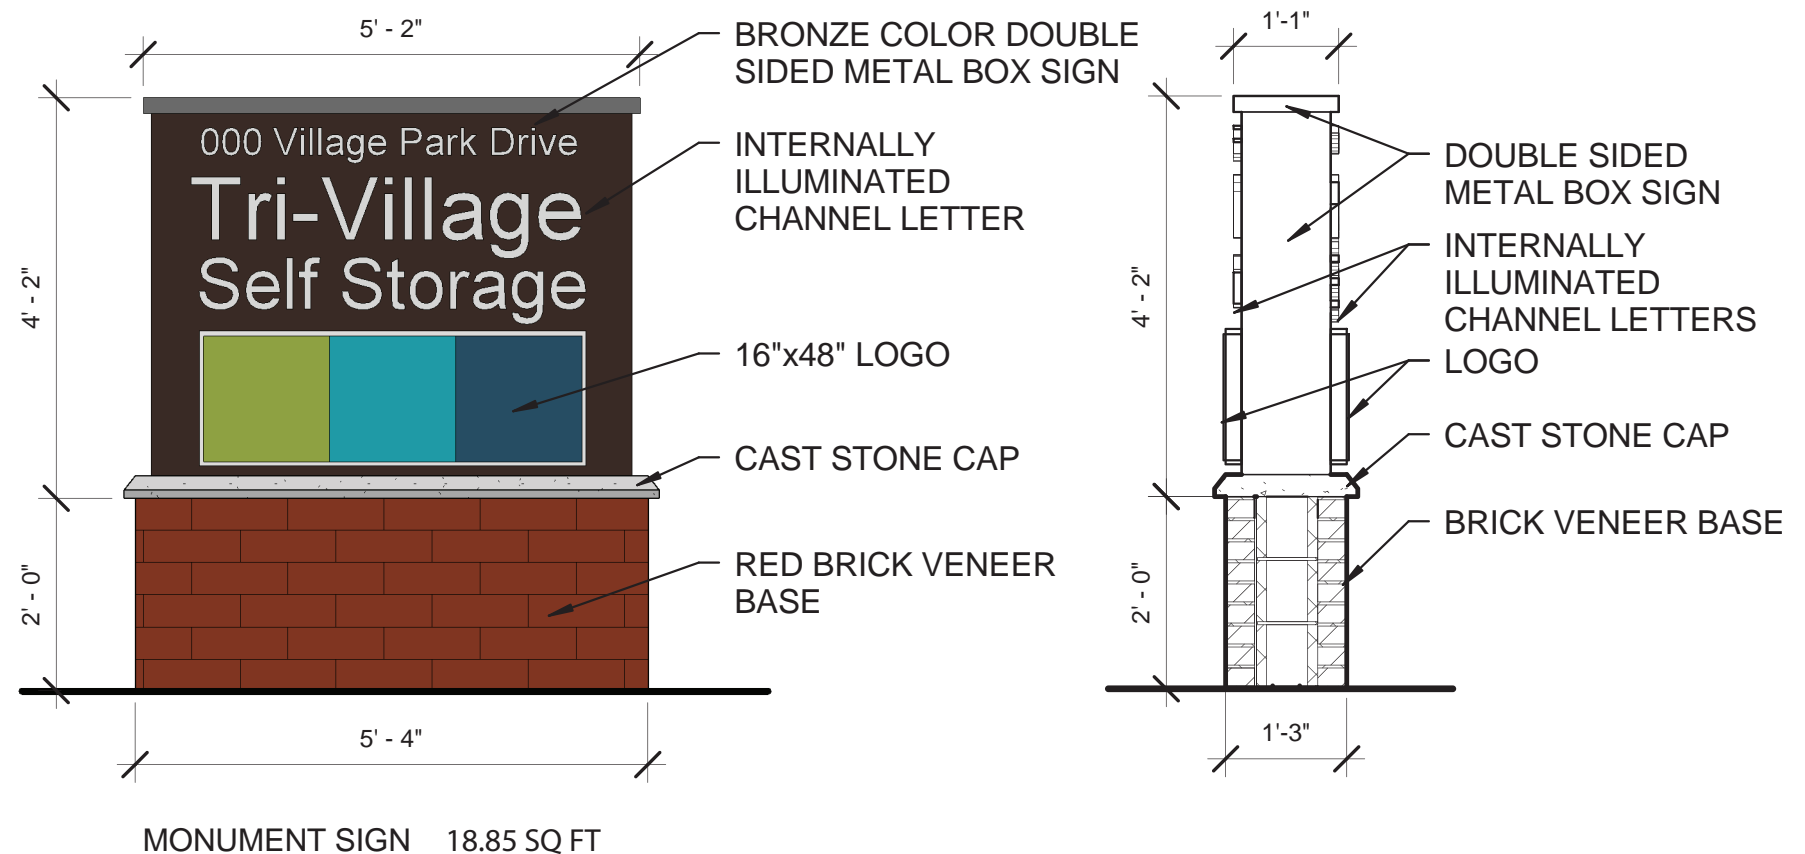 5' - 2"
BRONZE COLOR DOUBLE
SIDED METAL BOX SIGN
000 Village Park Drive
Tri-Village
Self Storage
INTERNALLY
ILLUMINATED
CHANNEL LETTER
4' - 2"
16"x48" LOGO
CAST STONE CAP
RED BRICK VENEER
BASE
2' - 0"
5' - 4"
1'-1"
DOUBLE SIDED
METAL BOX SIGN
INTERNALLY
ILLUMINATED
CHANNEL LETTERS
LOGO
4' - 2"
CAST STONE CAP
BRICK VENEER BASE
2' - 0"
1'-3"
MONUMENT SIGN 18.85 SQ FT